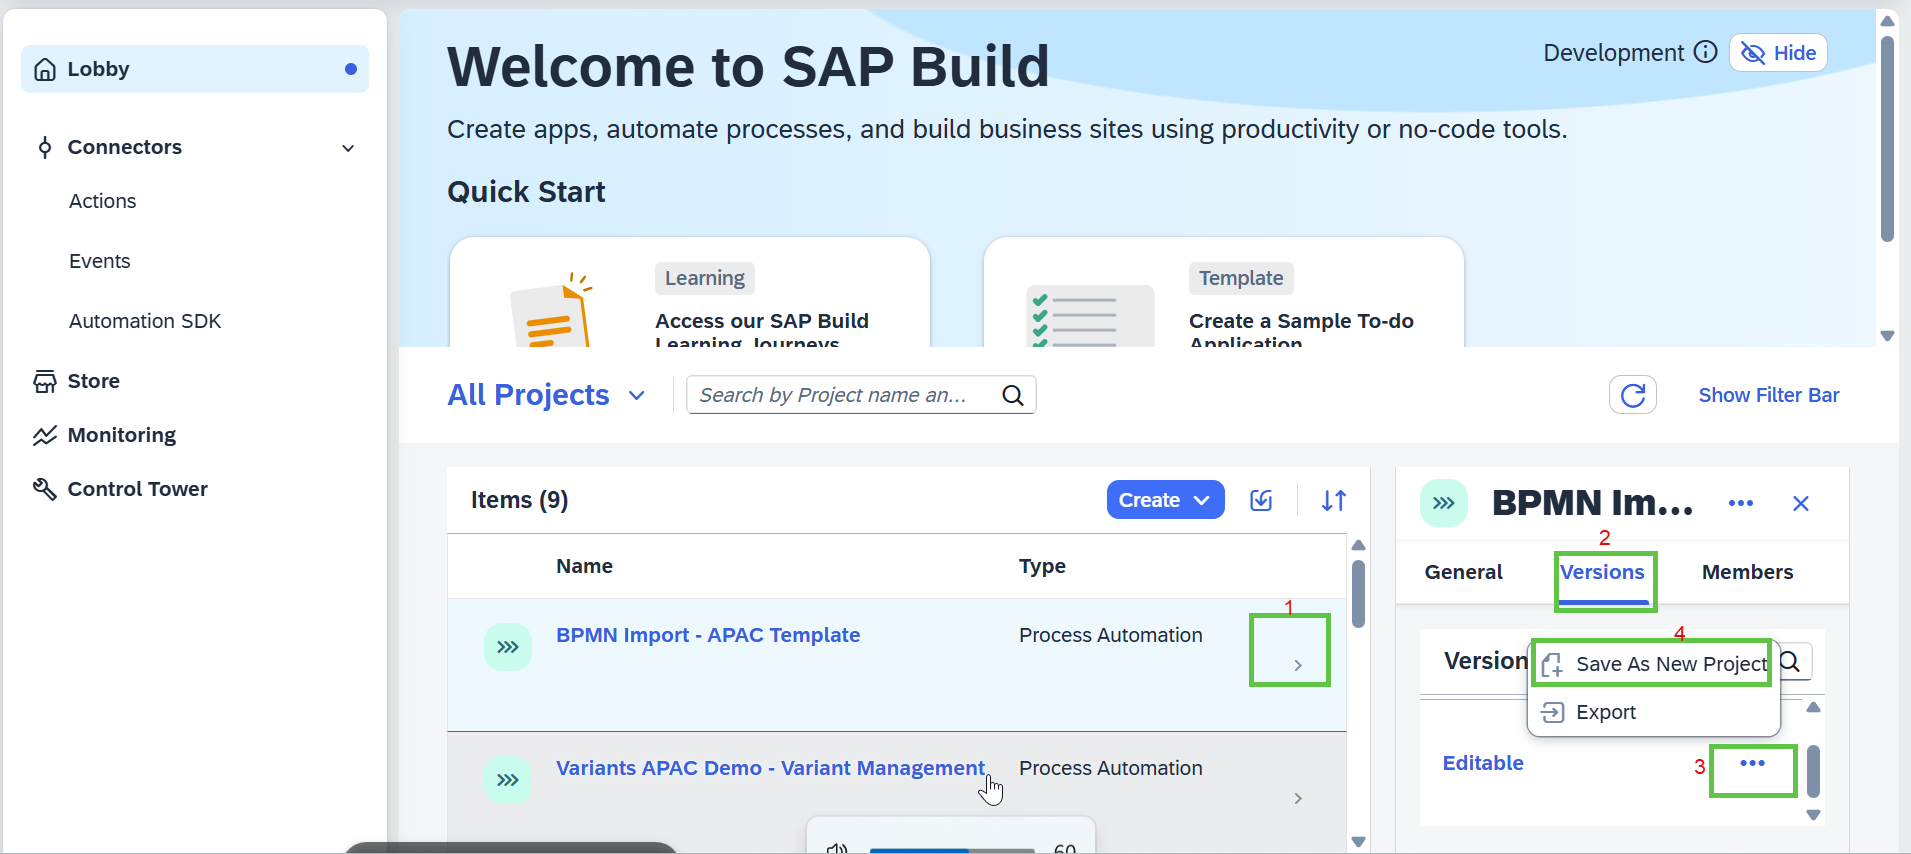 Lobby
Connectors
Actions
Events
Automation SDK
Store
Monitoring
Control Tower
Welcome to SAP Build
Development
Hide
Create apps, automate processes, and build business sites using productivity or no-code tools.
Quick Start
Learning
Access our SAP Build
Learning Journeys
Template
Create a Sample To-do
Application
All Projects
Search by Project name an...
Show Filter Bar
Items (9)
Create
Name
Type
1
BPMN Import - APAC Template
Process Automation
Variants APAC Demo - Variant Management
Process Automation
60
BPMN Im...
2
General
Versions
Members
4
Version
Save As New Project
Export
Editable
3